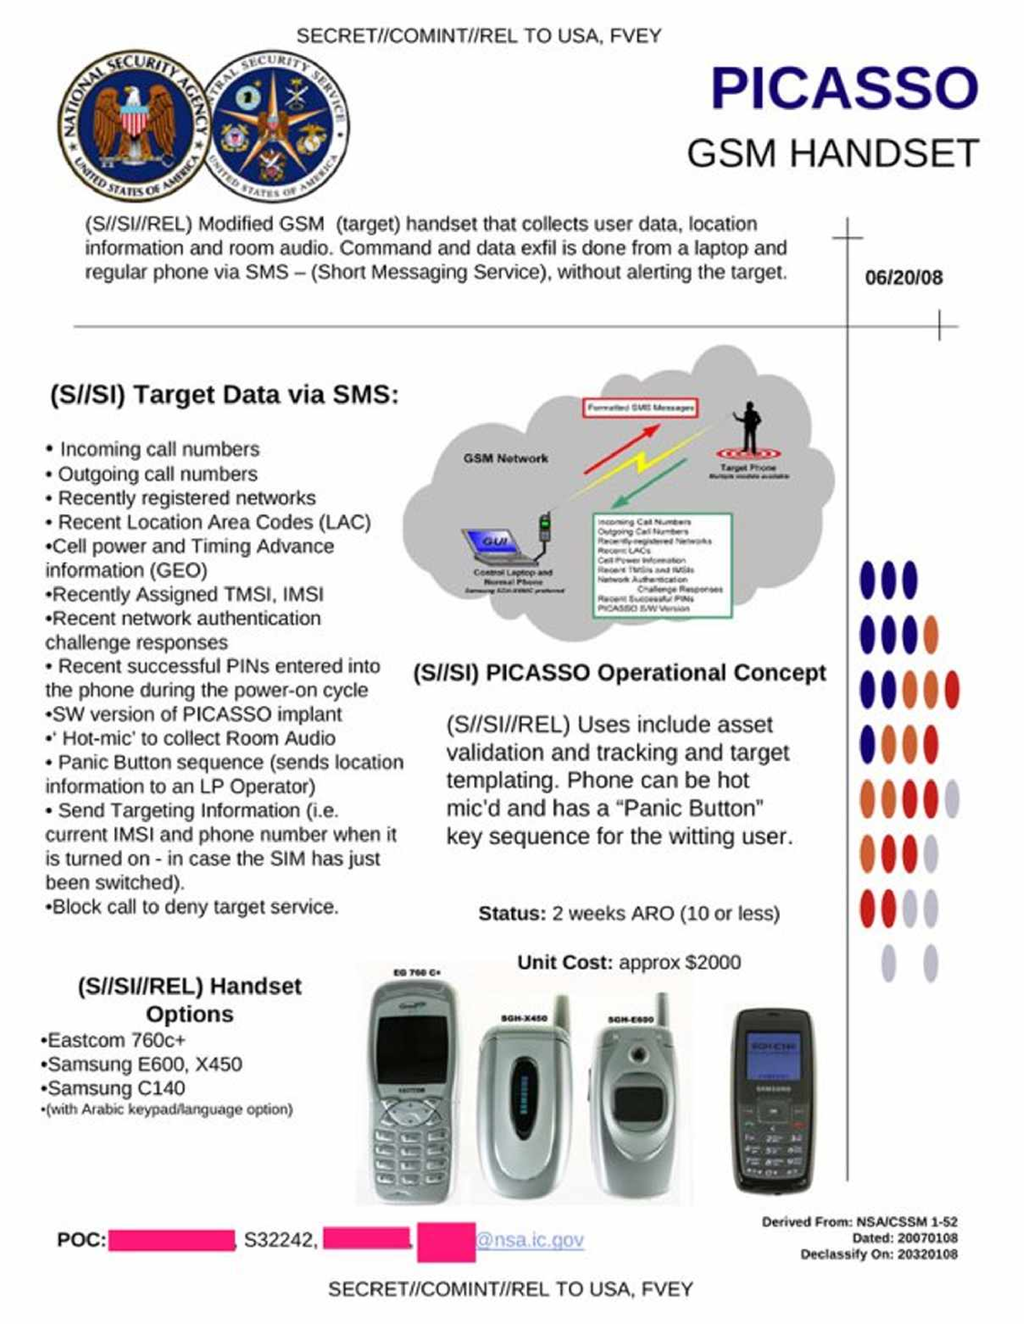 SECRET//COMINT//REL TO USA, FVEY
NATIONAL SECURITY AGENCY
UNITED STATES OF AMERICA
CENTRAL SECURITY SERVICE
UNITED STATES OF AMERICA
PICASSO
GSM HANDSET
(S//SI//REL) Modified GSM (target) handset that collects user data, location
information and room audio. Command and data exfil is done from a laptop and
regular phone via SMS – (Short Messaging Service), without alerting the target.
06/20/08
(S//SI) Target Data via SMS:
• Incoming call numbers
• Outgoing call numbers
• Recently registered networks
• Recent Location Area Codes (LAC)
•Cell power and Timing Advance
information (GEO)
•Recently Assigned TMSI, IMSI
•Recent network authentication
challenge responses
• Recent successful PINs entered into
the phone during the power-on cycle
•SW version of PICASSO implant
•‘ Hot-mic’ to collect Room Audio
• Panic Button sequence (sends location
information to an LP Operator)
• Send Targeting Information (i.e.
current IMSI and phone number when it
is turned on - in case the SIM has just
been switched).
•Block call to deny target service.
GSM Network
Formatted SMS Messages
Target Phone
Multiple models available
GUI
Control Laptop and
Normal Phone
preferred
Incoming Call Numbers
Outgoing Call Numbers
Recently-registered Networks
Recent LACs
Cell Power Information
Recent TMSIs and IMSIs
Network Authentication
Challenge Responses
Recent Successful PINs
PICASSO S/W Version
(S//SI) PICASSO Operational Concept
(S//SI//REL) Uses include asset
validation and tracking and target
templating. Phone can be hot
mic’d and has a “Panic Button”
key sequence for the witting user.
Status: 2 weeks ARO (10 or less)
Unit Cost: approx $2000
(S//SI//REL) Handset
Options
•Eastcom 760c+
•Samsung E600, X450
•Samsung C140
•(with Arabic keypad/language option)
EG 760 C+
EASTCOM
SGH-X450
SAMSUNG
SGH-E600
SGH-C140
SAMSUNG
POC: , S32242, , @nsa.ic.gov
Derived From: NSA/CSSM 1-52
Dated: 20070108
Declassify On: 20320108
SECRET//COMINT//REL TO USA, FVEY